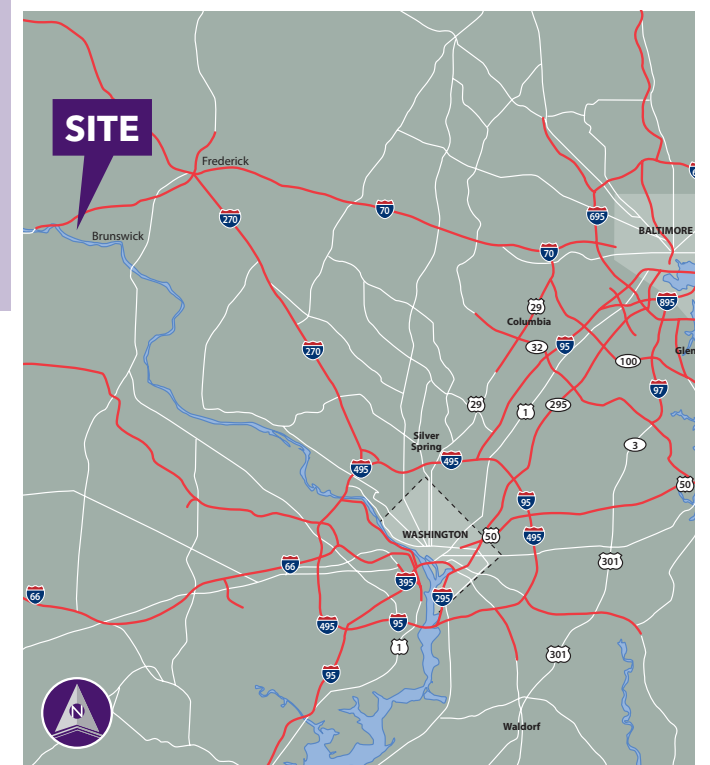 SITE
Frederick
270
70
695
Brunswick
BALTIMORE
70
895
29
Columbia
32
95
270
100
Glen
97
29
1
295
Silver
Spring
3
495
495
50
95
WASHINGTON
50
495
301
66
66
395
295
495
95
1
301
95
N
Waldorf